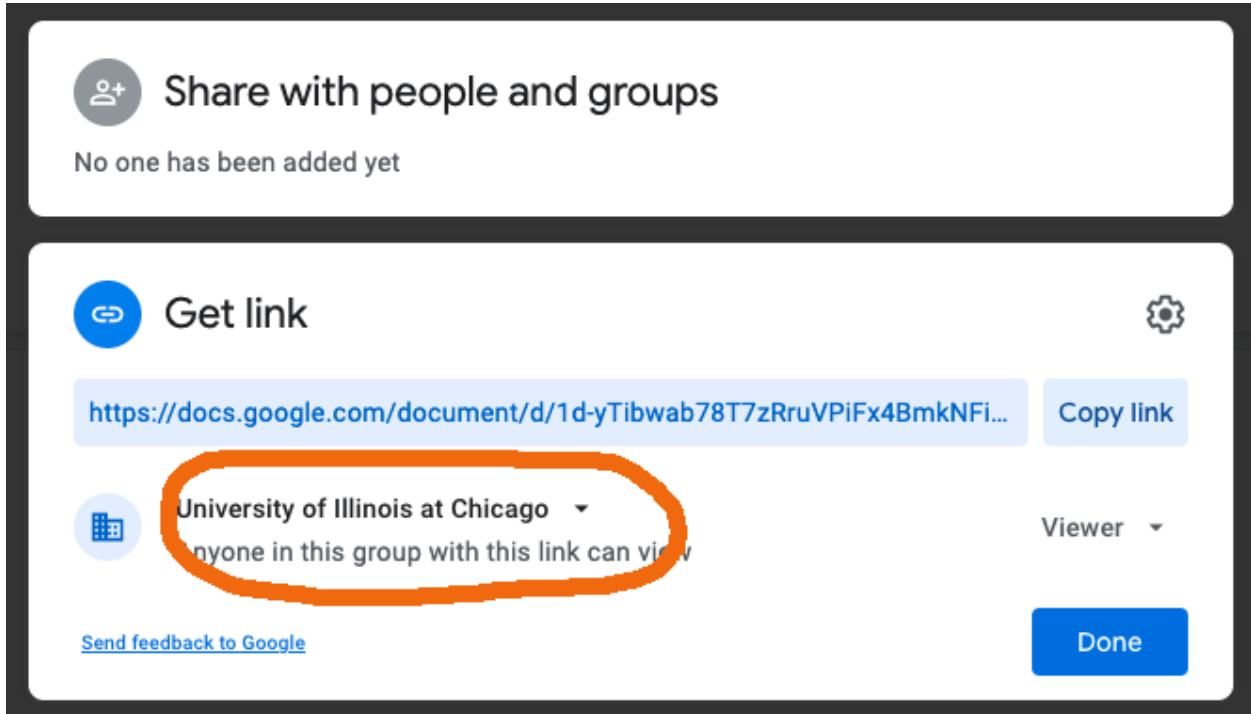 Share with people and groups
No one has been added yet
Get link
https://docs.google.com/document/d/1d-yTibwab78T7zRruVPiFx4BmkNFi...
Copy link
University of Illinois at Chicago
Anyone in this group with this link can view
Viewer
Send feedback to Google
Done